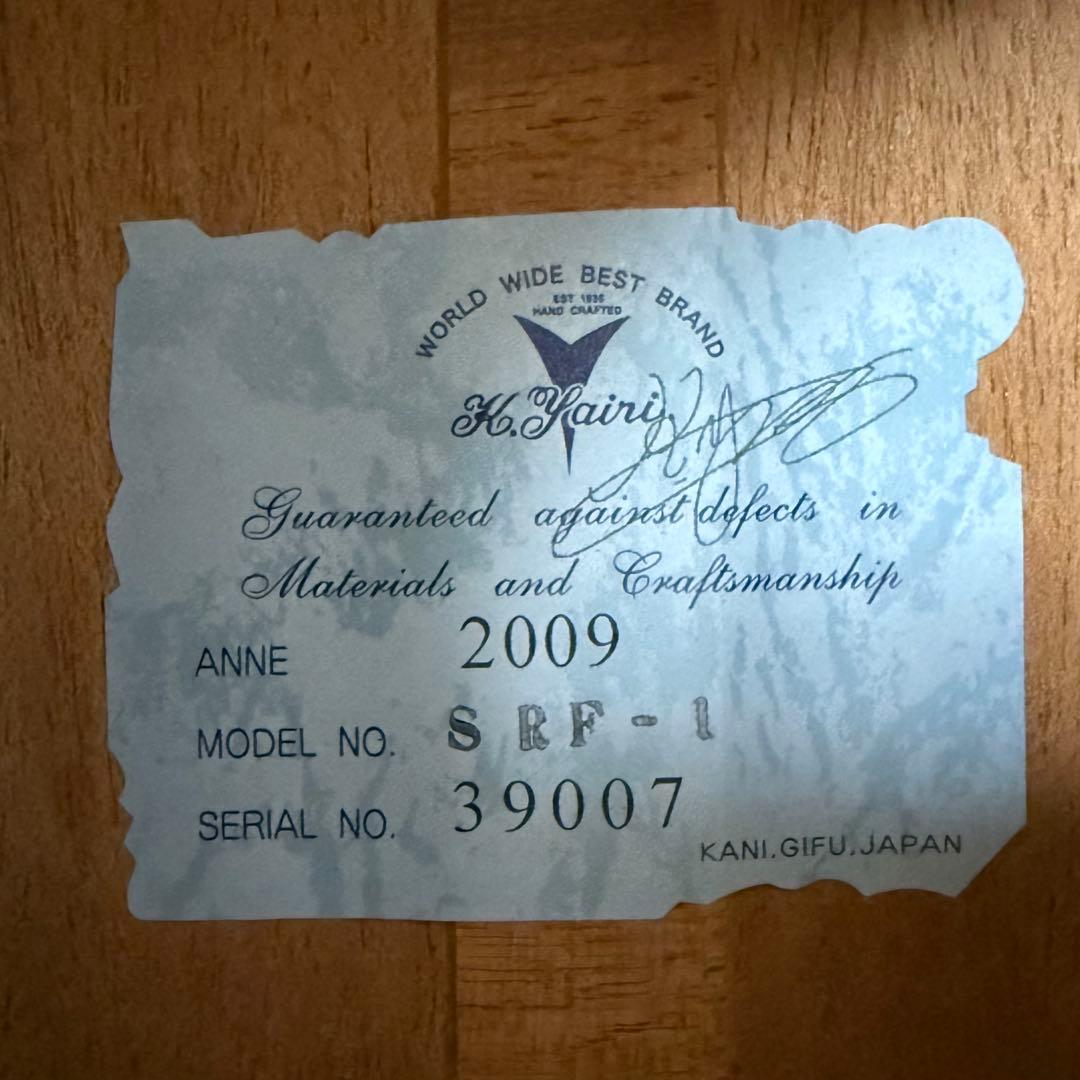 WORLD WIDE BEST BRAND
EST 1935
HAND CRAFTED
K.Yairi
Guaranteed against defects in
Materials and Craftsmanship
ANNE 2009
MODEL NO. SRF-1
SERIAL NO. 39007
KANI.GIFU.JAPAN